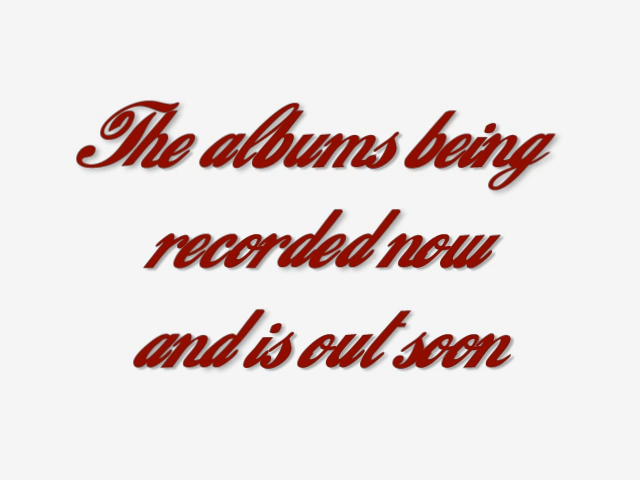 The albums being
recorded now
and is out soon